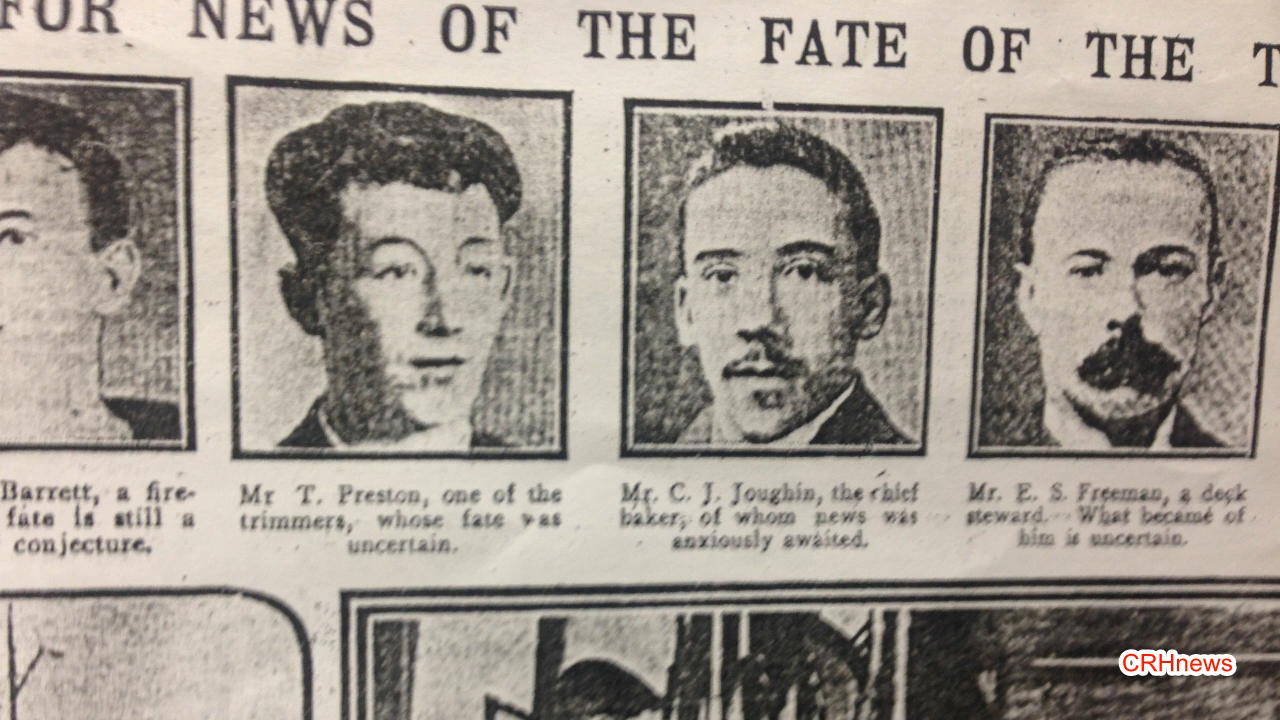 FOR NEWS OF THE FATE OF THE T
Barrett, a fire-
fate is still a
conjecture.
Mr T. Preston, one of the
trimmers, whose fate was
uncertain.
Mr. C. J. Joughin, the chief
baker, of whom news was
anxiously awaited.
Mr. E. S. Freeman, a deck
steward. What became of
him is uncertain.
CRHnews